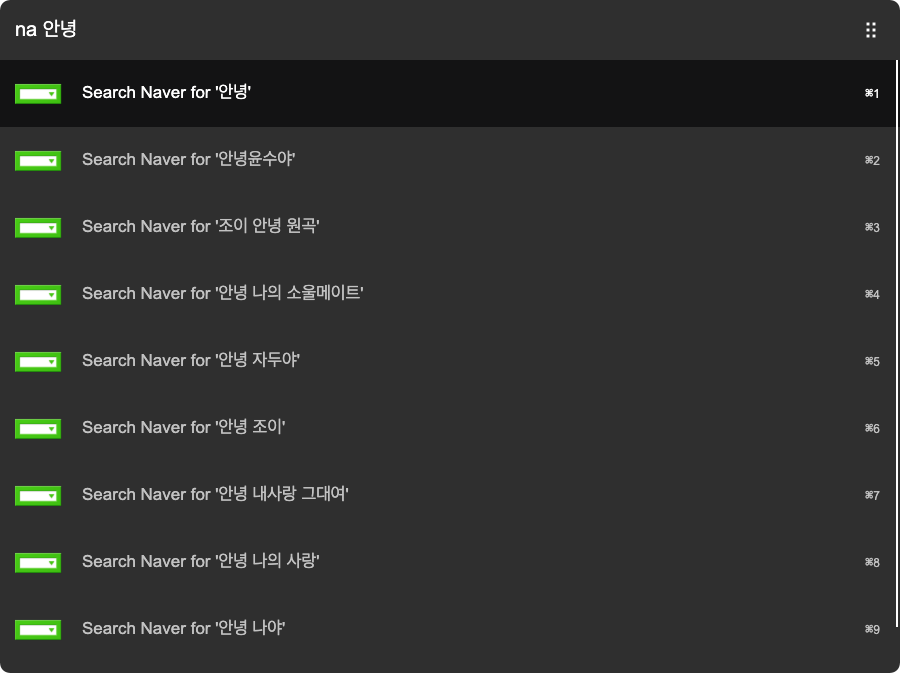 na 안녕
Search Naver for '안녕' ⌘1
Search Naver for '안녕윤수야' ⌘2
Search Naver for '조이 안녕 원곡' ⌘3
Search Naver for '안녕 나의 소울메이트' ⌘4
Search Naver for '안녕 자두야' ⌘5
Search Naver for '안녕 조이' ⌘6
Search Naver for '안녕 내사랑 그대여' ⌘7
Search Naver for '안녕 나의 사랑' ⌘8
Search Naver for '안녕 나야' ⌘9